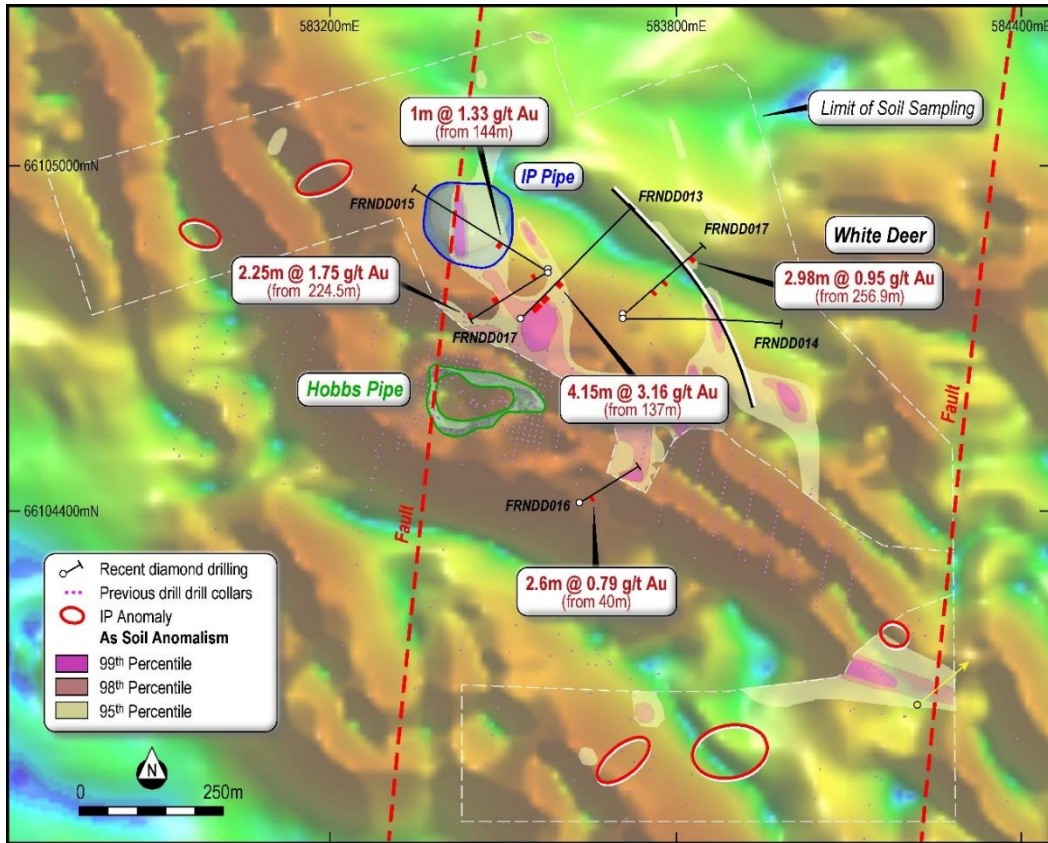 583200mE
583800mE
584400mE
1m @ 1.33 g/t Au
(from 144m)
Limit of Soil Sampling
66105000mN
IP Pipe
FRNDD015
FRNDD013
FRNDD017
White Deer
2.25m @ 1.75 g/t Au
(from 224.5m)
2.98m @ 0.95 g/t Au
(from 256.9m)
FRNDD017
FRNDD014
Hobbs Pipe
4.15m @ 3.16 g/t Au
(from 137m)
Fault
FRNDD016
66104400mN
Fault
2.6m @ 0.79 g/t Au
(from 40m)
Recent diamond drilling
Previous drill drill collars
IP Anomaly
As Soil Anomalism
99th Percentile
98th Percentile
95th Percentile
N
0 250m